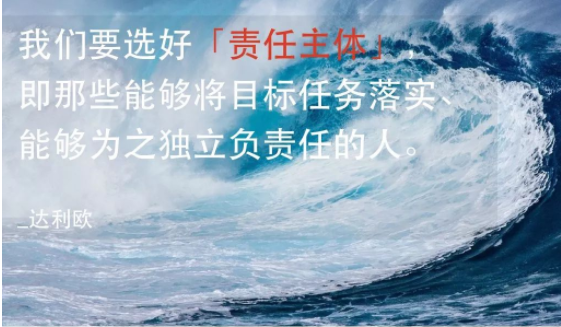 我们要选好「责任主体」，
即那些能够将目标任务落实、
能够为之独立负责任的人。
_达利欧